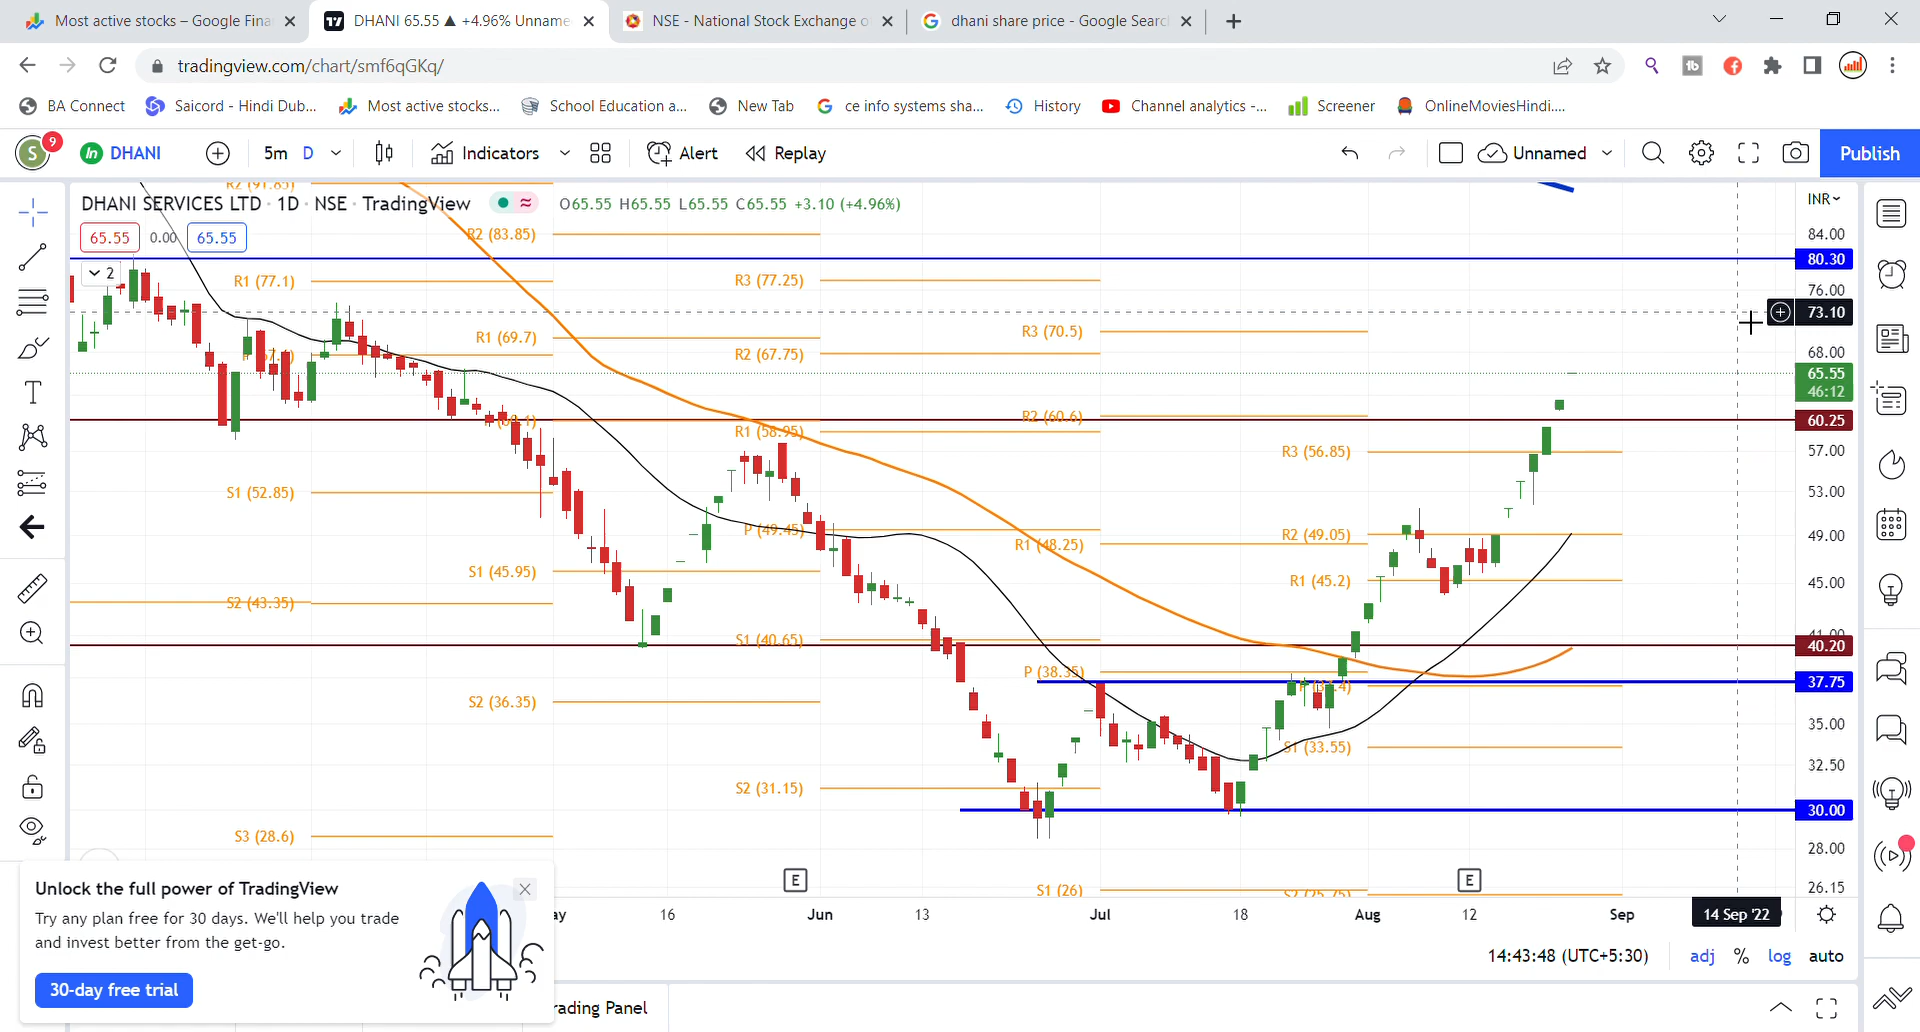 Most active stocks – Google Fina
DHANI 65.55 ▲ +4.96% Unname
NSE - National Stock Exchange o
dhani share price - Google Searc
tradingview.com/chart/smf6qGKq/
BA Connect
Saicord - Hindi Dub...
Most active stocks...
School Education a...
New Tab
ce info systems sha...
History
Channel analytics -...
Screener
OnlineMoviesHindi....
S
9
DHANI
5m
D
Indicators
Alert
Replay
Unnamed
Publish
DHANI SERVICES LTD · 1D · NSE · TradingView
O65.55 H65.55 L65.55 C65.55 +3.10 (+4.96%)
INR
65.55
0.00
65.55
2
R2 (91.85)
R2 (83.85)
84.00
80.30
R1 (77.1)
R3 (77.25)
76.00
73.10
R3 (70.5)
R1 (69.7)
R2 (67.75)
68.00
65.55
46:12
R2 (60.6)
60.25
R1 (58.95)
57.00
R3 (56.85)
S1 (52.85)
53.00
P (49.45)
R2 (49.05)
49.00
R1 (48.25)
S1 (45.95)
R1 (45.2)
45.00
S2 (43.35)
41.00
S1 (40.65)
40.20
P (38.35)
37.75
S2 (36.35)
35.00
S1 (33.55)
32.50
S2 (31.15)
30.00
S3 (28.6)
28.00
S1 (26)
S2 (25.75)
26.15
E
E
16
Jun
13
Jul
18
Aug
12
Sep
14 Sep '22
Unlock the full power of TradingView
Try any plan free for 30 days. We'll help you trade
and invest better from the get-go.
30-day free trial
14:43:48 (UTC+5:30)
adj
%
log
auto
rading Panel